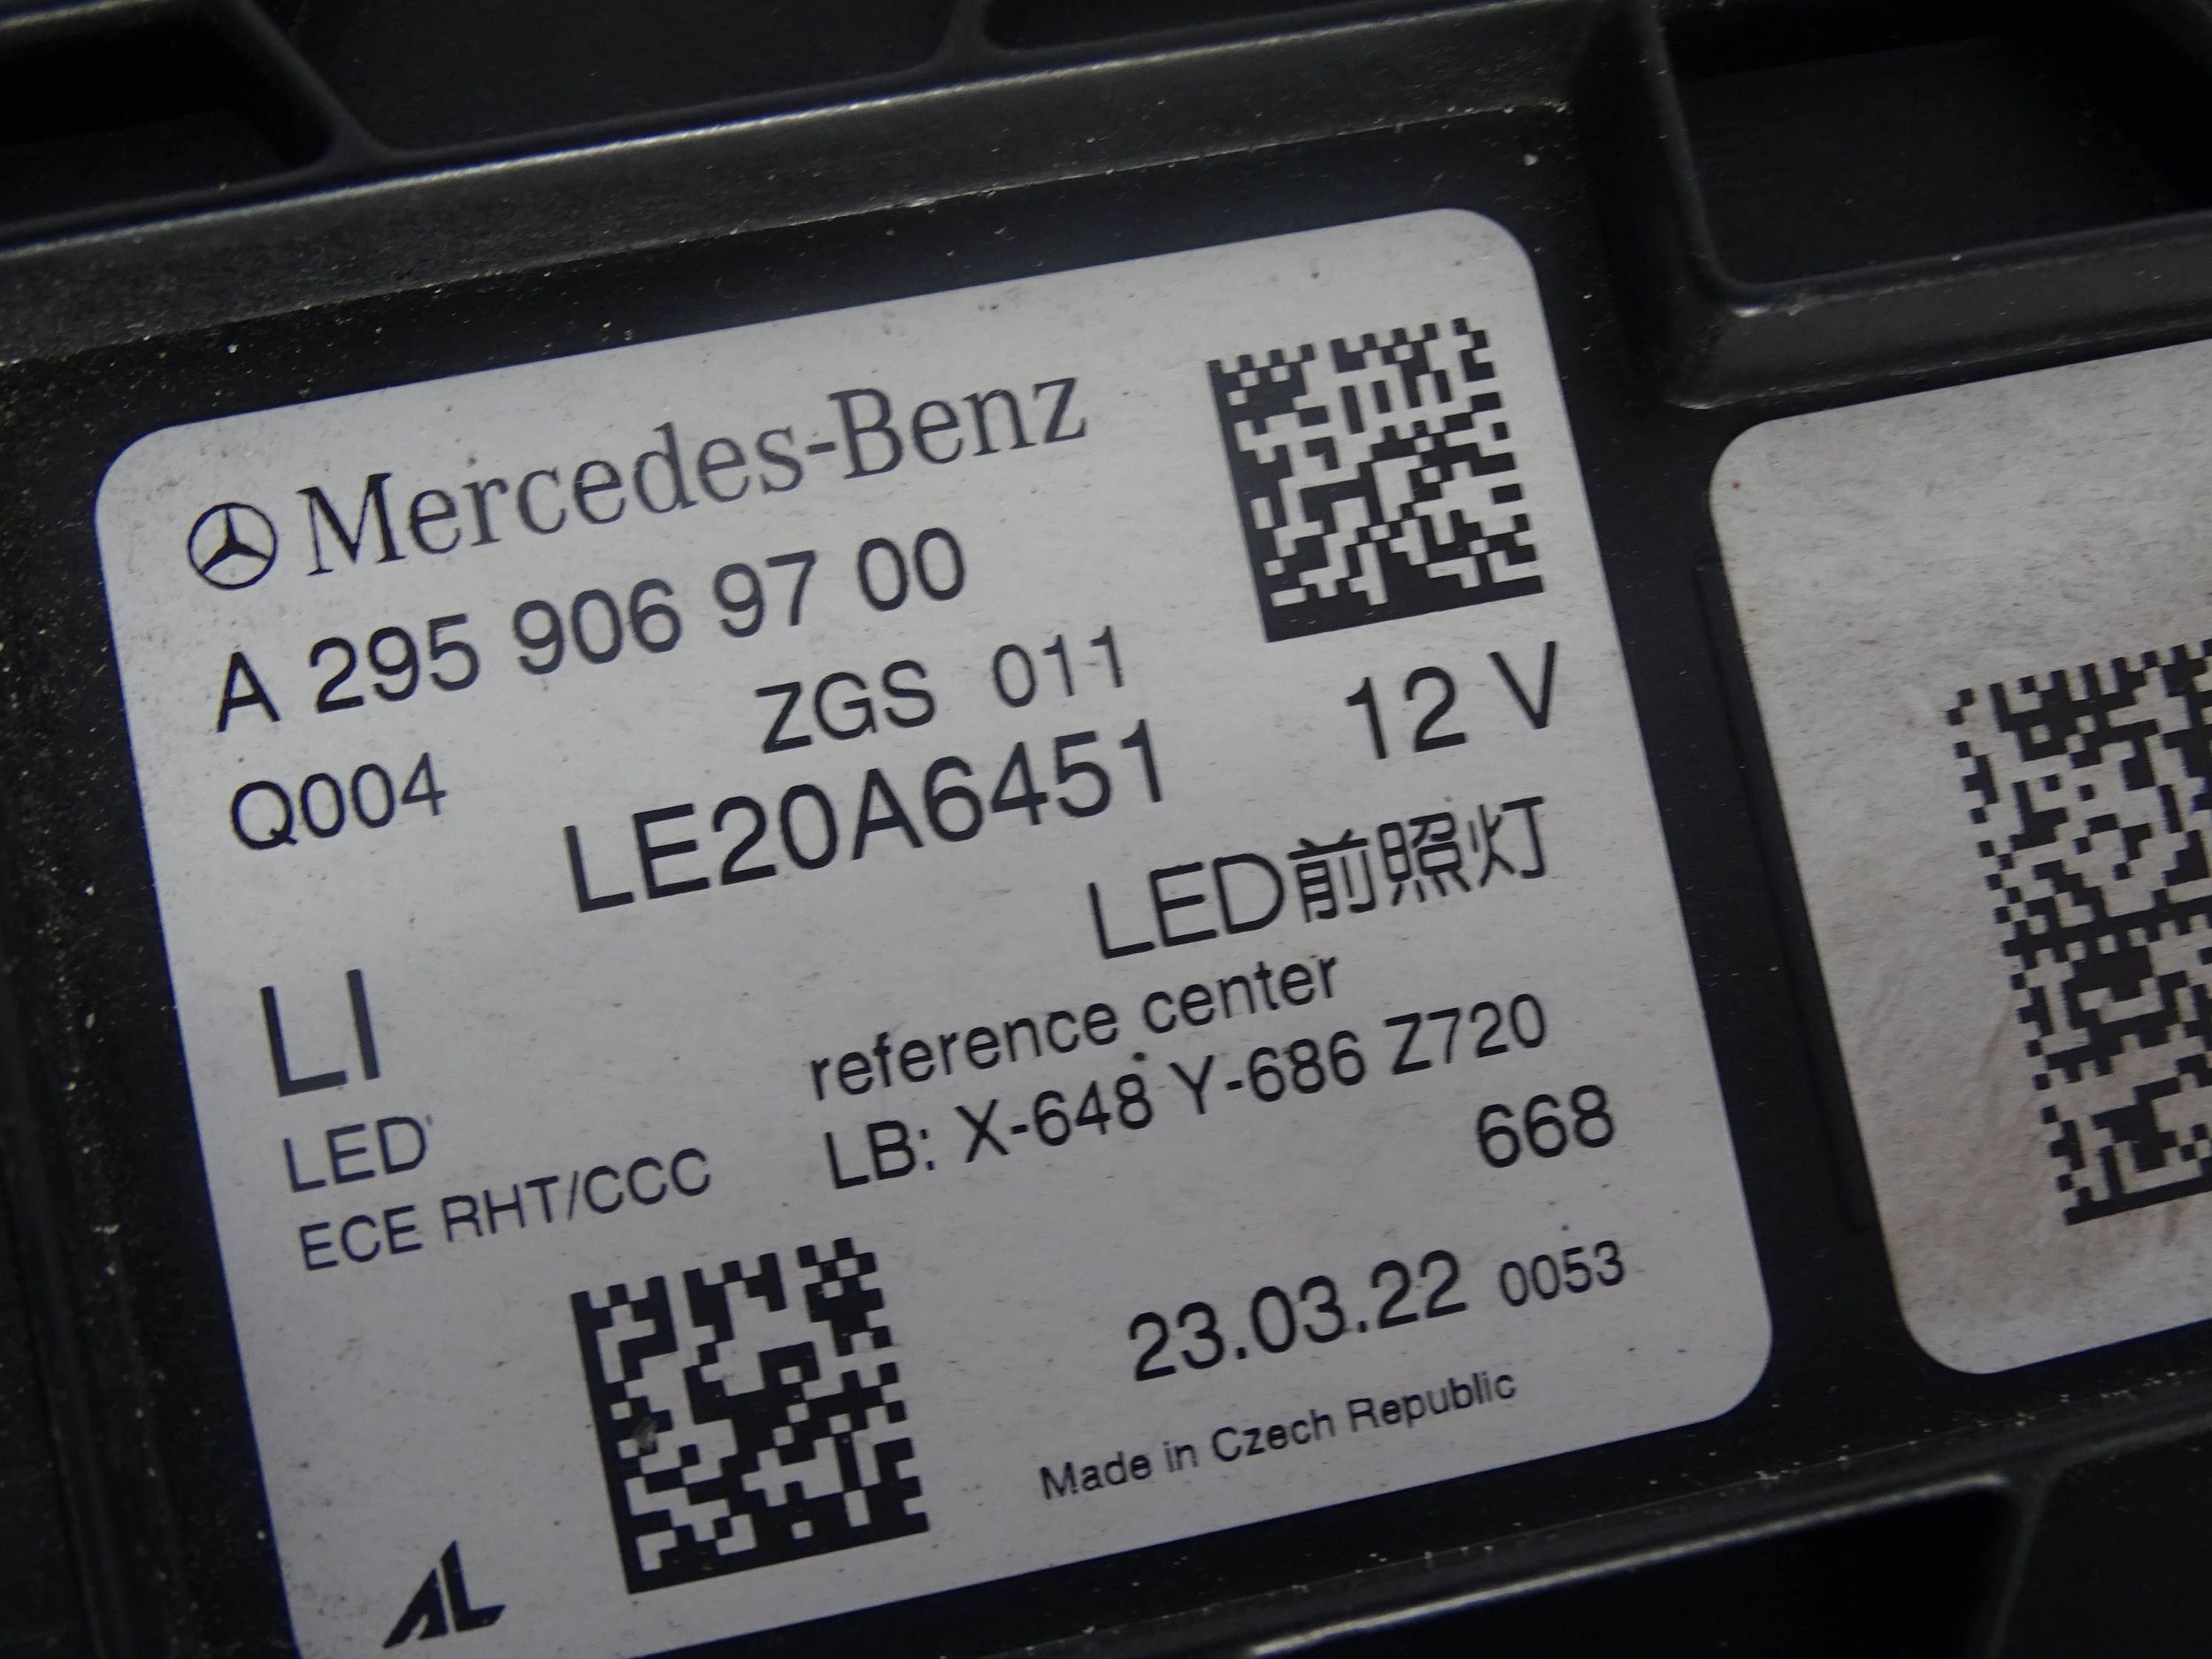 Mercedes-Benz
A 295 906 97 00
ZGS 011
Q004
LE20A6451
12 V
LED前照灯
LI
reference center
LED
LB: X-648 Y-686 Z720
ECE RHT/CCC
668
23.03.22 0053
Made in Czech Republic
AL